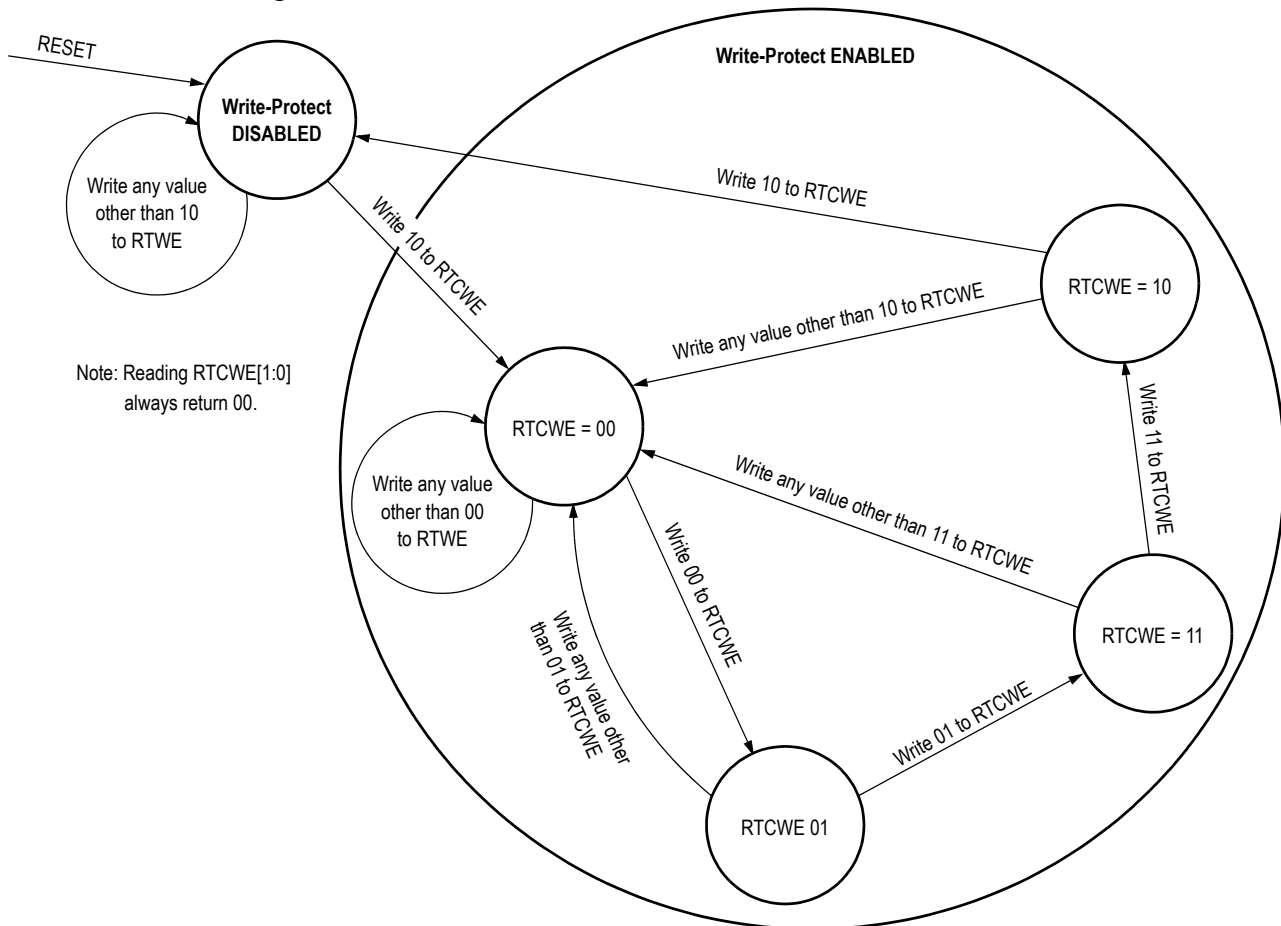 RESET
Write-Protect ENABLED
Write-Protect
DISABLED
Write any value
other than 10
to RTWE
Write 10 to RTCWE
Write 10 to RTCWE
RTCWE = 10
Write any value other than 10 to RTCWE
Note: Reading RTCWE[1:0]
always return 00.
RTCWE = 00
Write 11 to RTCWE
Write any value other than 11 to RTCWE
Write any value
other than 00
to RTWE
Write 00 to RTCWE
RTCWE = 11
Write any value other
than 01 to RTCWE
Write 01 to RTCWE
RTCWE 01